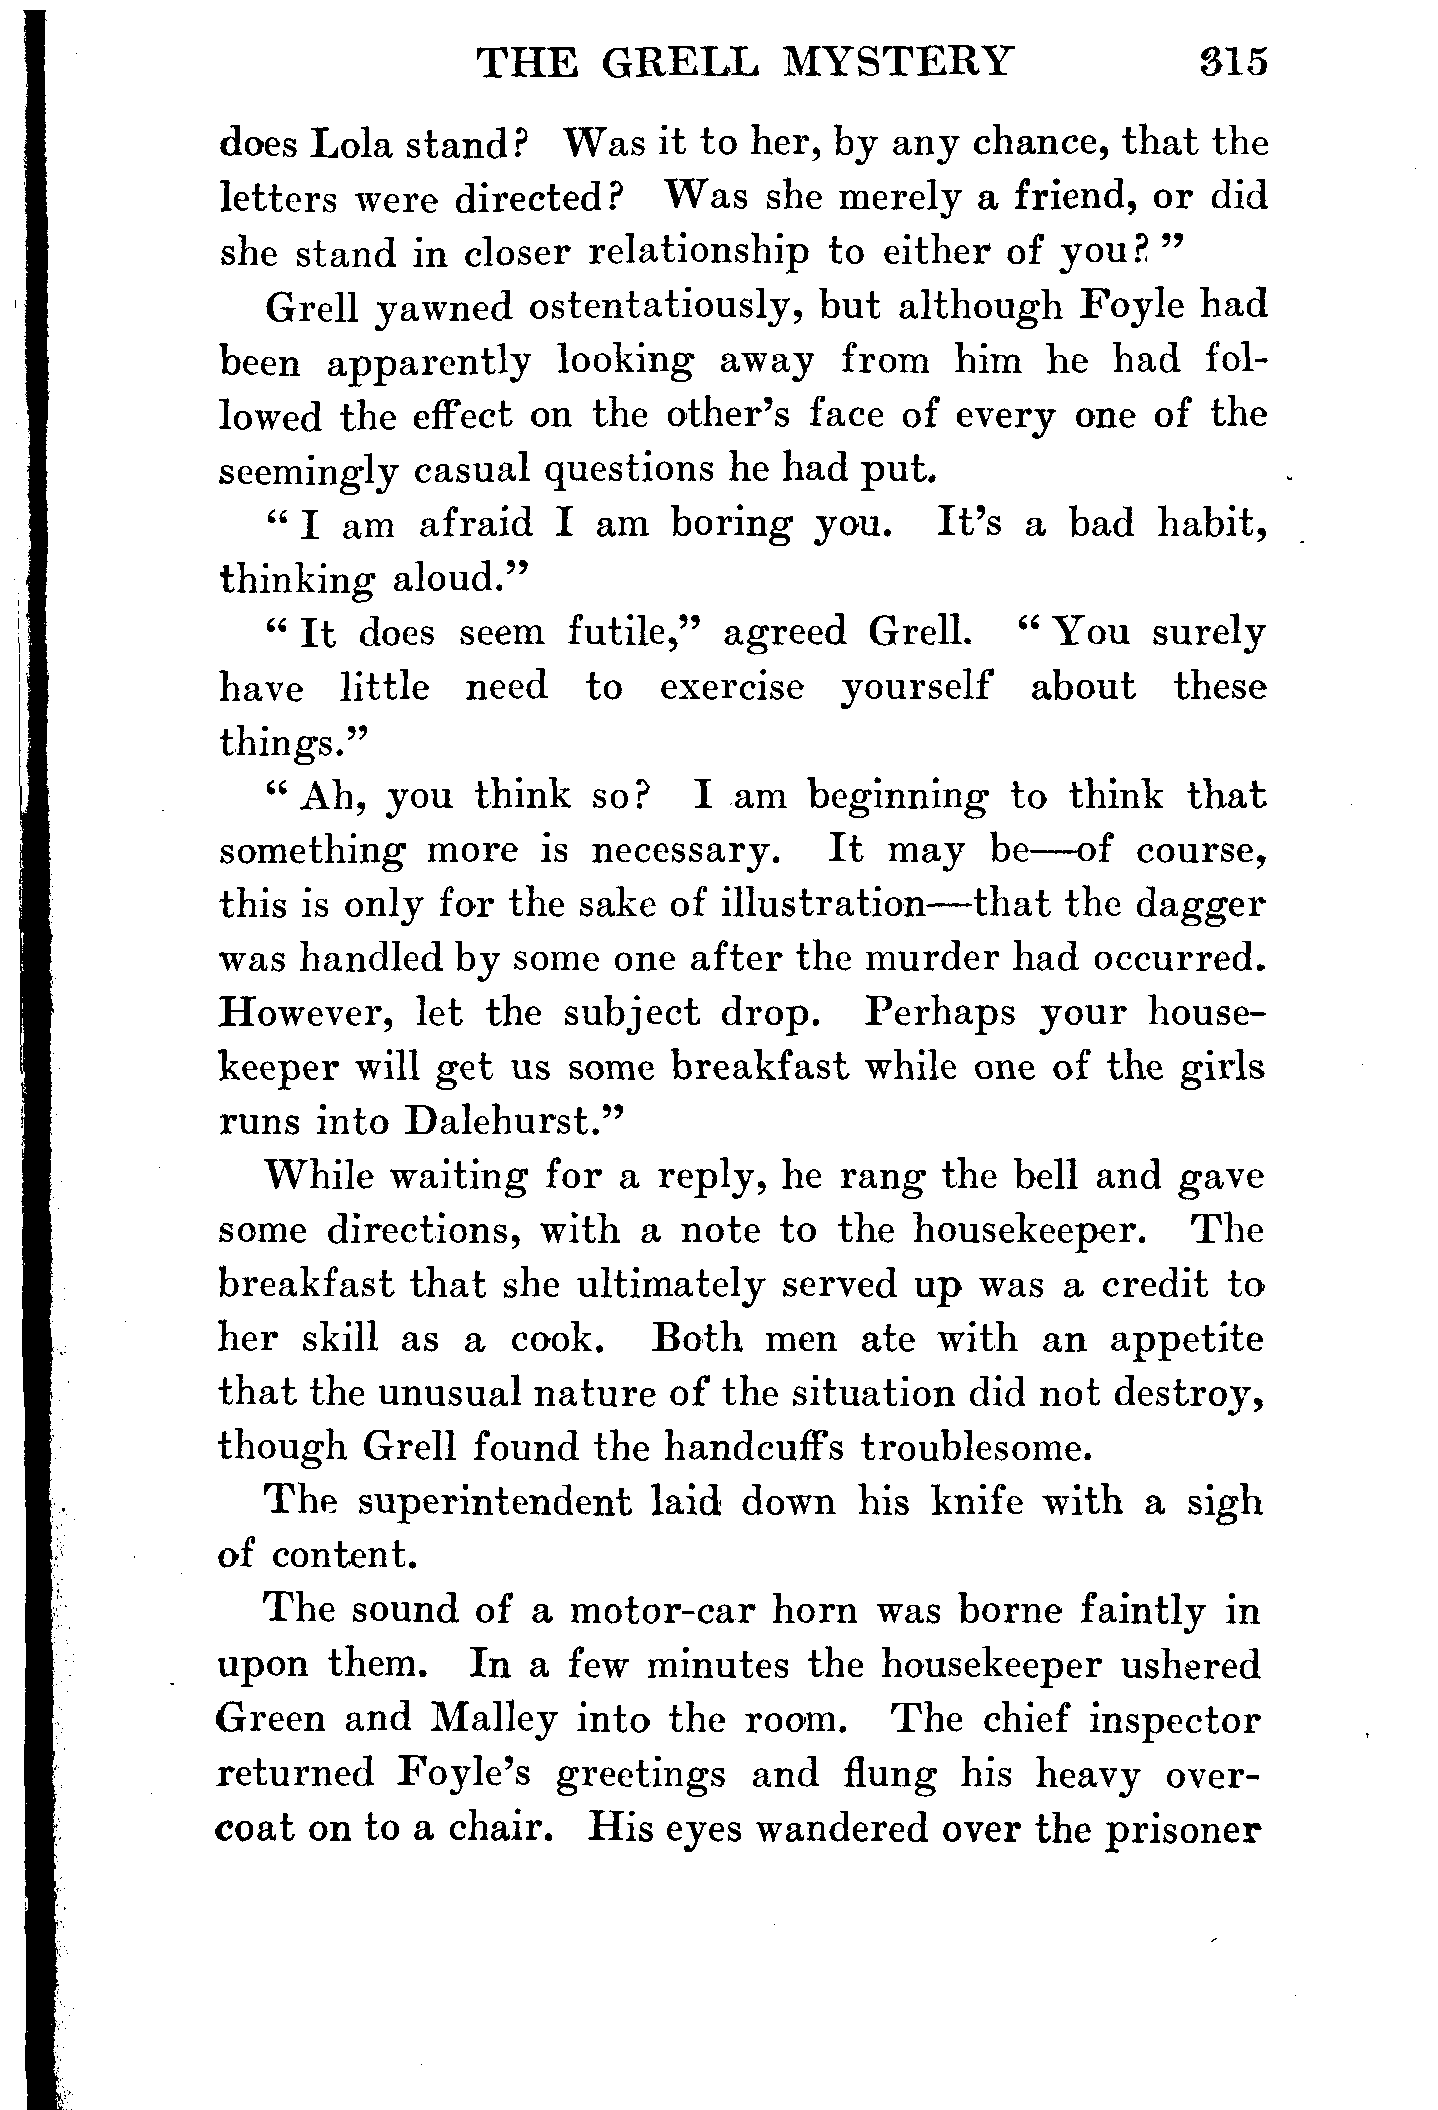 THE GRELL MYSTERY 315
does Lola stand? Was it to her, by any chance, that the
letters were directed? Was she merely a friend, or did
she stand in closer relationship to either of you?"
Grell yawned ostentatiously, but although Foyle had
been apparently looking away from him he had fol-
lowed the effect on the other's face of every one of the
seemingly casual questions he had put.
"I am afraid I am boring you. It's a bad habit,
thinking aloud."
"It does seem futile," agreed Grell. "You surely
have little need to exercise yourself about these
things."
"Ah, you think so? I am beginning to think that
something more is necessary. It may be—of course,
this is only for the sake of illustration—that the dagger
was handled by some one after the murder had occurred.
However, let the subject drop. Perhaps your house-
keeper will get us some breakfast while one of the girls
runs into Dalehurst."
While waiting for a reply, he rang the bell and gave
some directions, with a note to the housekeeper. The
breakfast that she ultimately served up was a credit to
her skill as a cook. Both men ate with an appetite
that the unusual nature of the situation did not destroy,
though Grell found the handcuffs troublesome.
The superintendent laid down his knife with a sigh
of content.
The sound of a motor-car horn was borne faintly in
upon them. In a few minutes the housekeeper ushered
Green and Malley into the room. The chief inspector
returned Foyle's greetings and flung his heavy over-
coat on to a chair. His eyes wandered over the prisoner